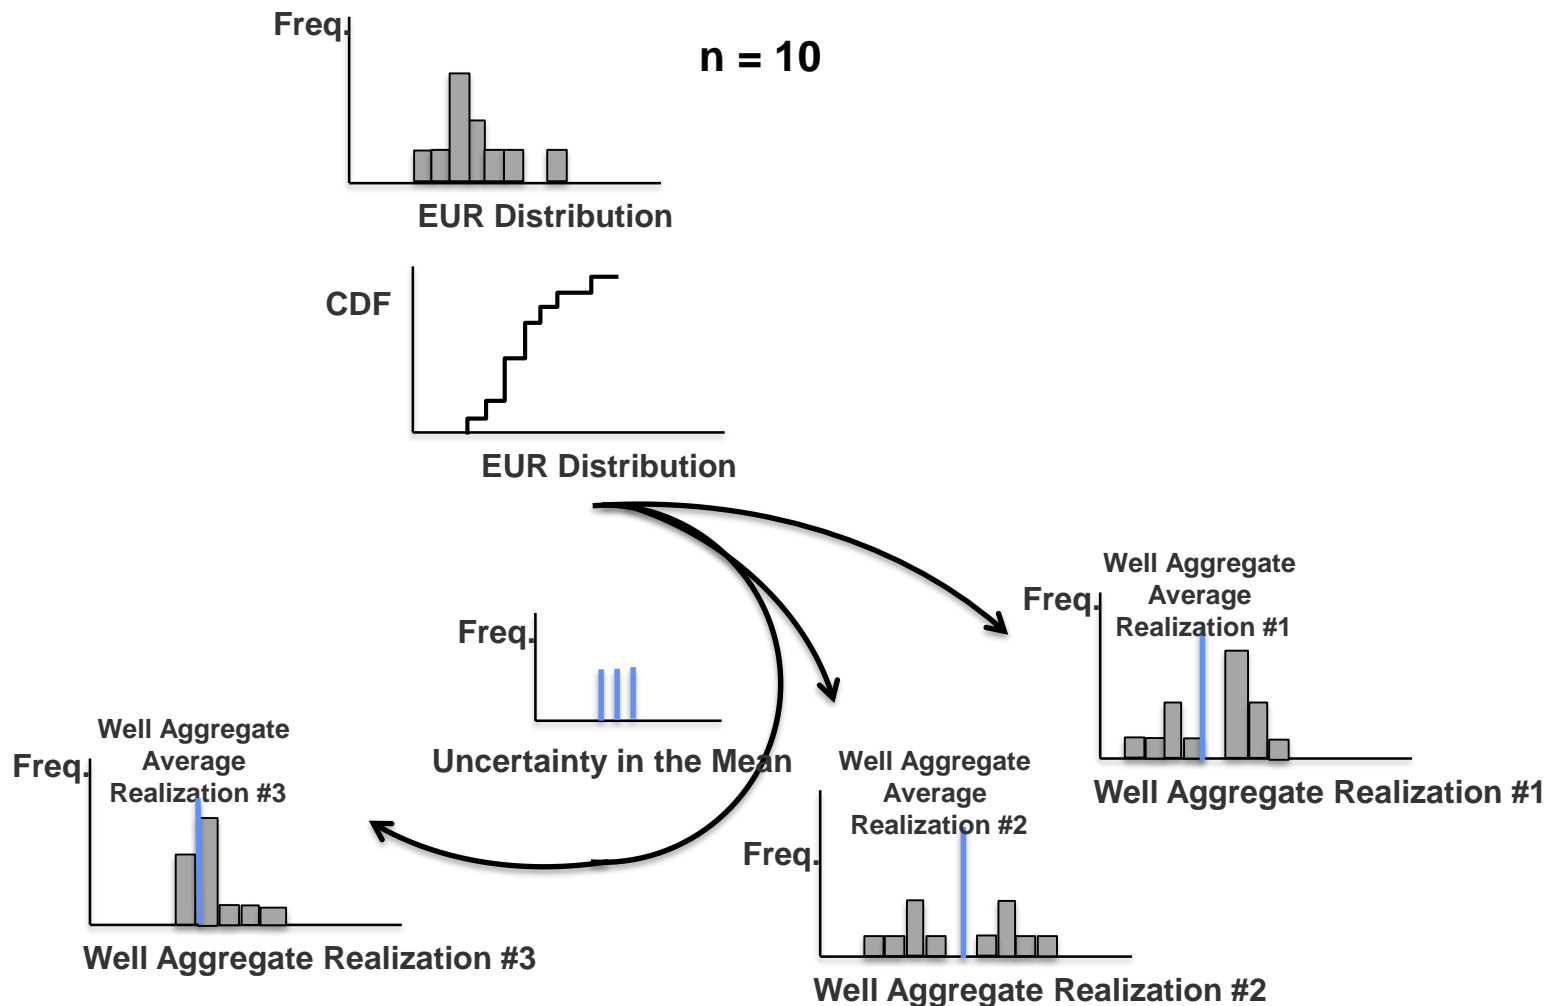 Freq.
n = 10
EUR Distribution
CDF
EUR Distribution
Well Aggregate
Average
Realization #1
Freq.
Well Aggregate Realization #1
Freq.
Uncertainty in the Mean
Well Aggregate
Average
Realization #2
Freq.
Well Aggregate Realization #2
Well Aggregate
Average
Realization #3
Freq.
Well Aggregate Realization #3